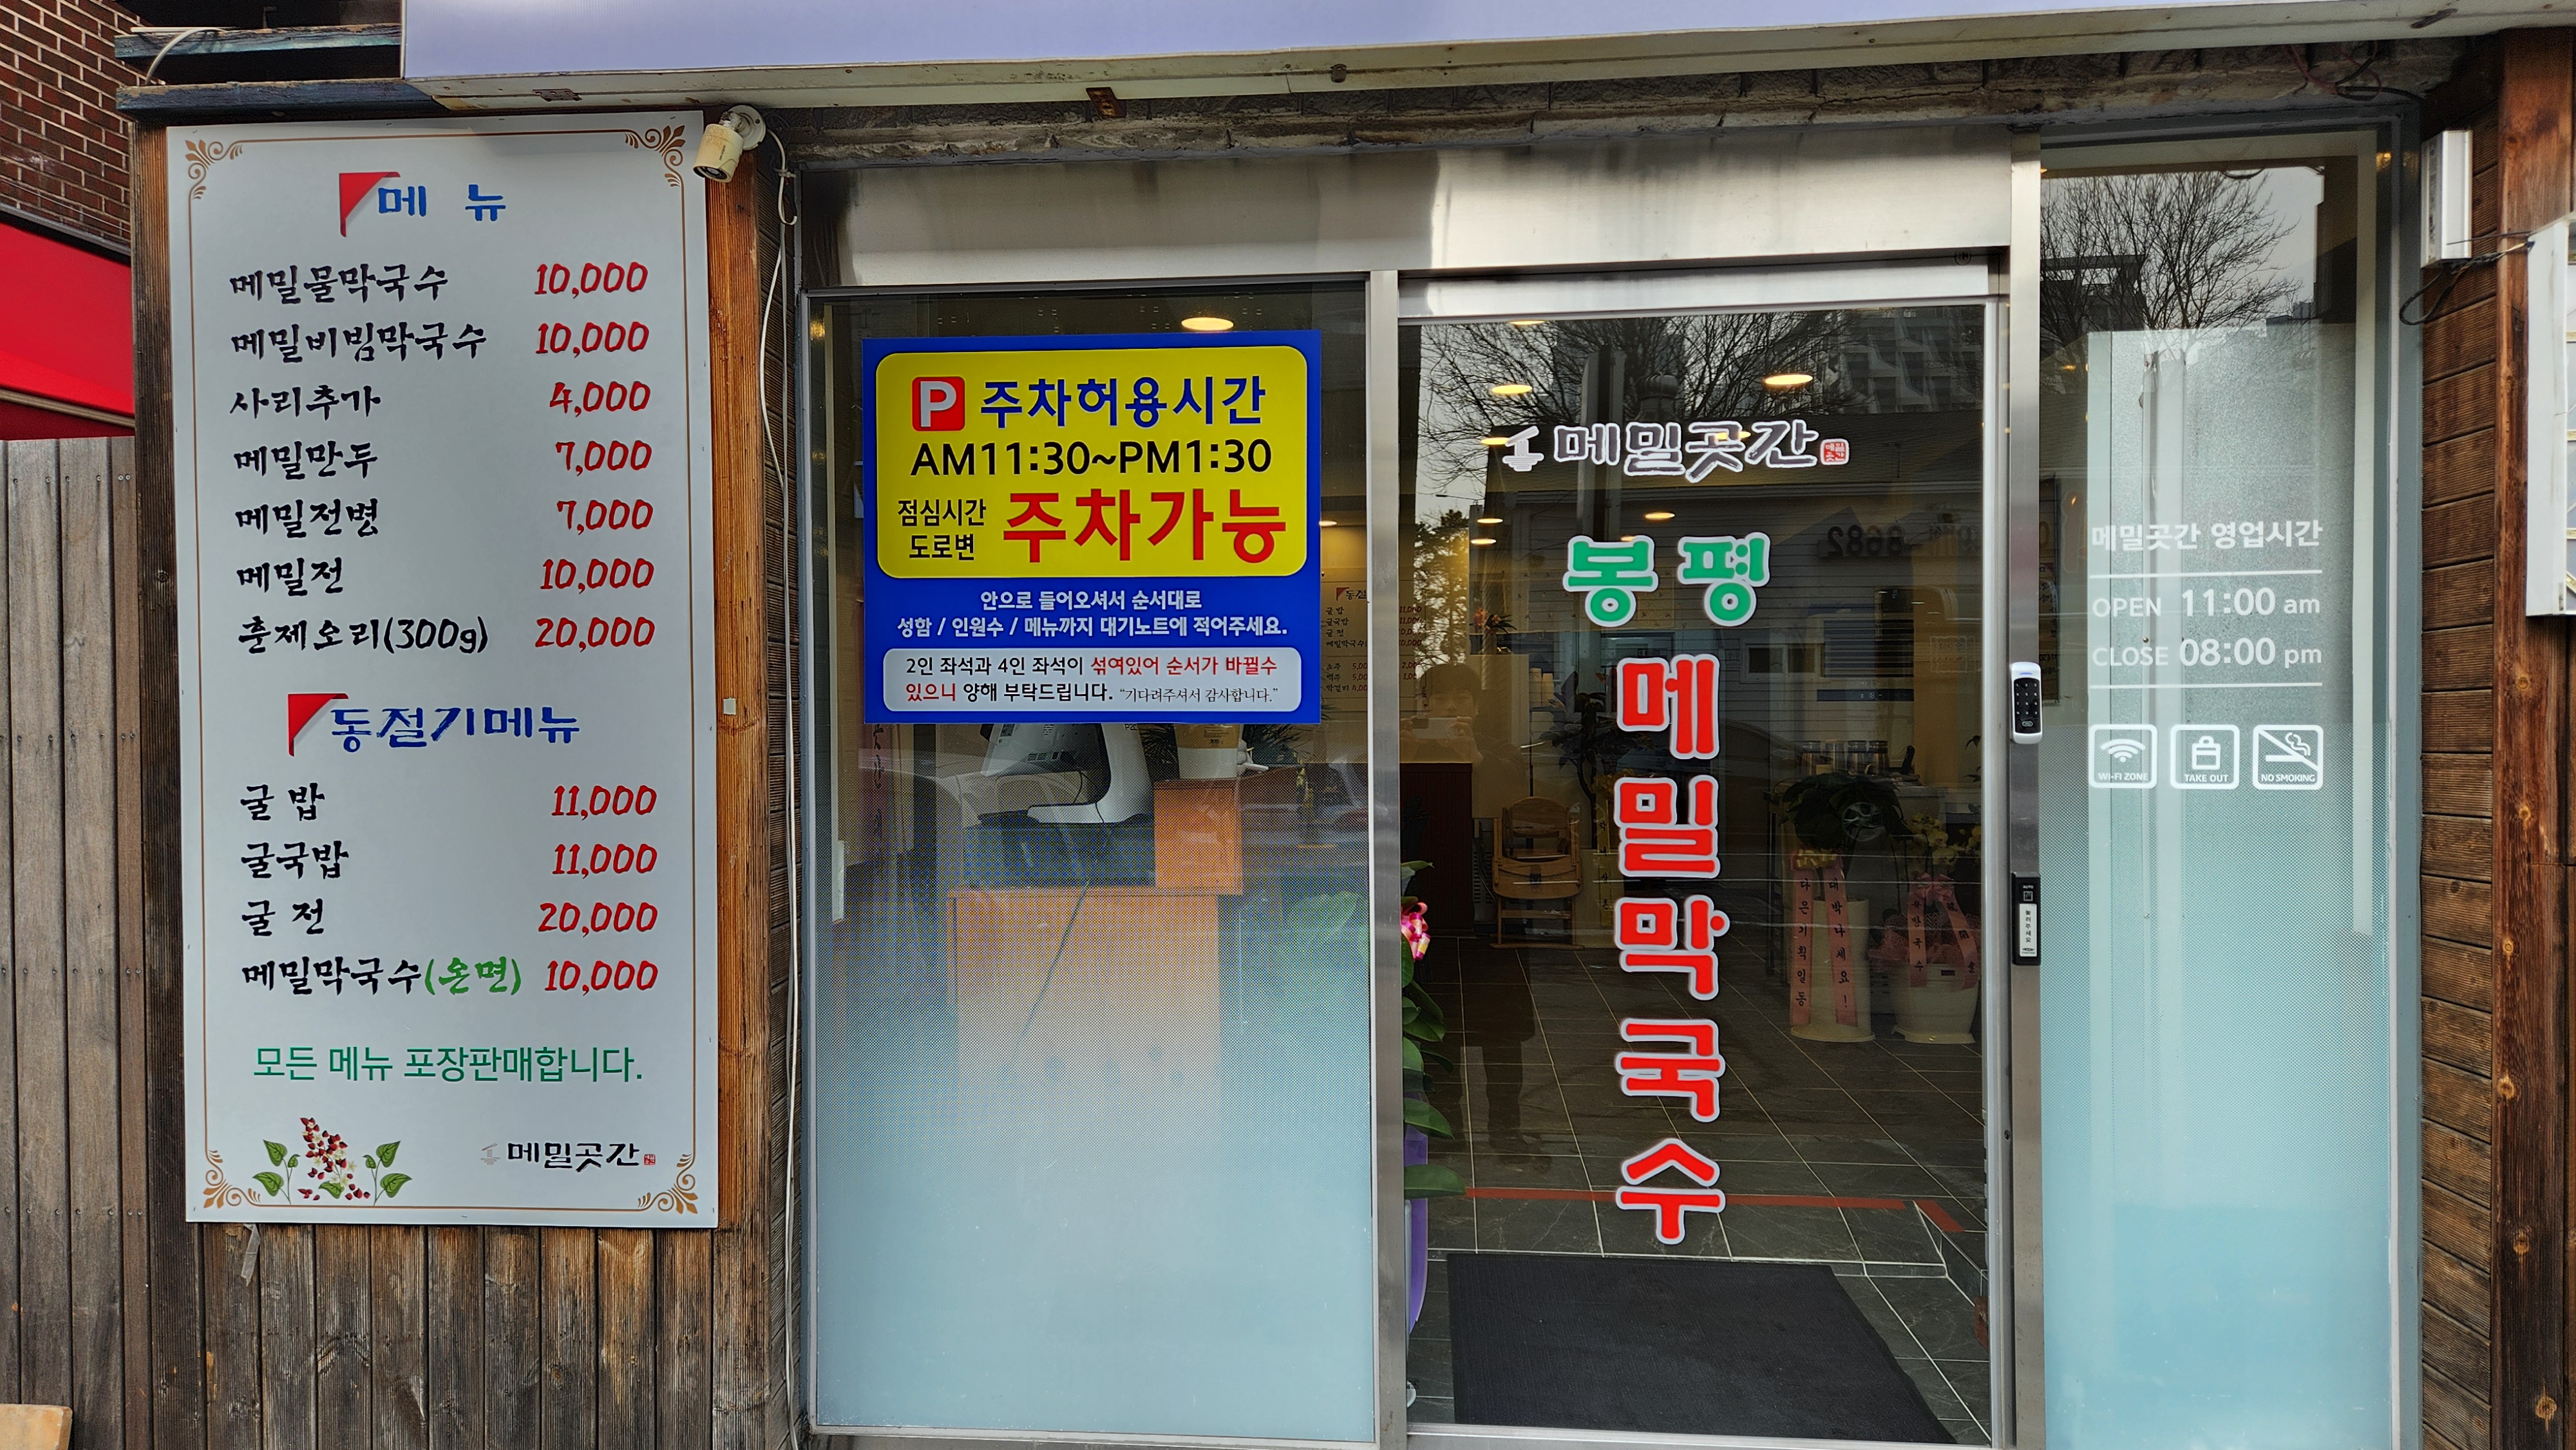 메 뉴
메밀물막국수 10,000
메밀비빔막국수 10,000
사리추가 4,000
메밀만두 7,000
메밀전병 7,000
메밀전 10,000
훈제오리(300g) 20,000
동절기메뉴
굴 밥 11,000
굴국밥 11,000
굴 전 20,000
메밀막국수(온면) 10,000
모든 메뉴 포장판매합니다.
메밀곳간
P 주차허용시간
AM11:30~PM1:30
점심시간
도로변
주차가능
안으로 들어오셔서 순서대로
성함 / 인원수 / 메뉴까지 대기노트에 적어주세요.
2인 좌석과 4인 좌석이 섞여있어 순서가 바뀔수
있으니 양해 부탁드립니다. “기다려주셔서 감사합니다.”
메밀곳간
봉평
메밀막국수
대박나세요!
다은기획일동
메밀곳간 영업시간
OPEN 11:00 am
CLOSE 08:00 pm
WI-FI ZONE
TAKE OUT
NO SMOKING